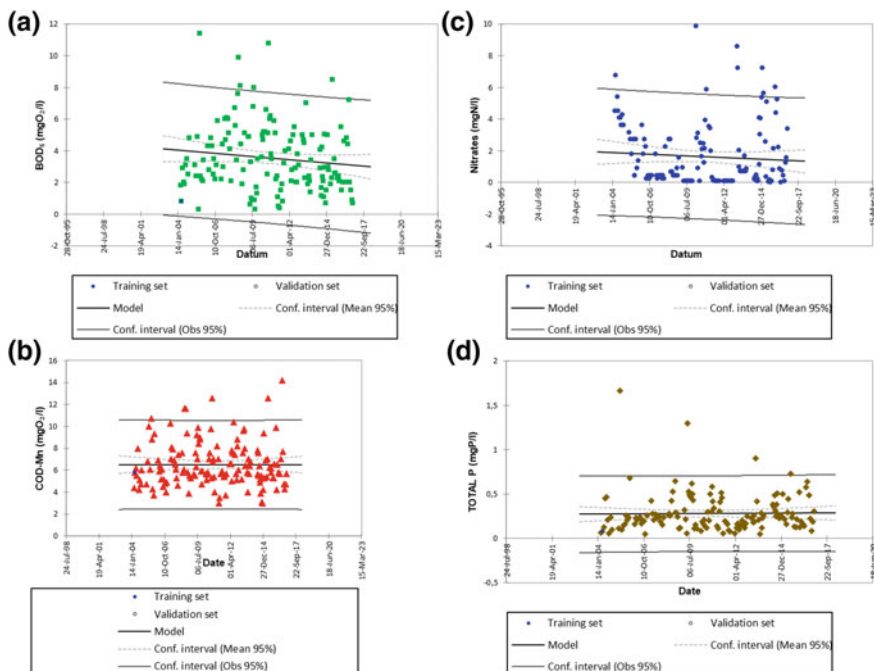 (a)
12
10
8
6
4
2
0
-2
BOD₅ (mgO₂/l)
28-Oct-95
24-Jul-98
19-Apr-01
14-Jan-04
10-Oct-06
06-Jul-09
01-Apr-12
27-Dec-14
22-Sep-17
18-Jun-20
15-Mar-23
Datum
Training set
Validation set
Model
Conf. interval (Mean 95%)
Conf. interval (Obs 95%)
(c)
10
8
6
4
2
0
-2
-4
Nitrates (mgN/l)
28-Oct-95
24-Jul-98
19-Apr-01
14-Jan-04
10-Oct-06
06-Jul-09
01-Apr-12
27-Dec-14
22-Sep-17
18-Jun-20
15-Mar-23
Datum
Training set
Validation set
Model
Conf. interval (Mean 95%)
Conf. interval (Obs 95%)
(b)
16
14
12
10
8
6
4
2
0
COD-Mn (mgO₂/l)
24-Jul-98
19-Apr-01
14-Jan-04
10-Oct-06
06-Jul-09
01-Apr-12
27-Dec-14
22-Sep-17
18-Jun-20
15-Mar-23
Date
Training set
Validation set
Model
Conf. interval (Mean 95%)
Conf. interval (Obs 95%)
(d)
2
1,5
1
0,5
0
-0,5
TOTAL P (mgP/l)
24-Jul-98
19-Apr-01
14-Jan-04
10-Oct-06
06-Jul-09
01-Apr-12
27-Dec-14
22-Sep-17
18-Jun-20
Date
Training set
Validation set
Model
Conf. interval (Mean 95%)
Conf. interval (Obs 95%)